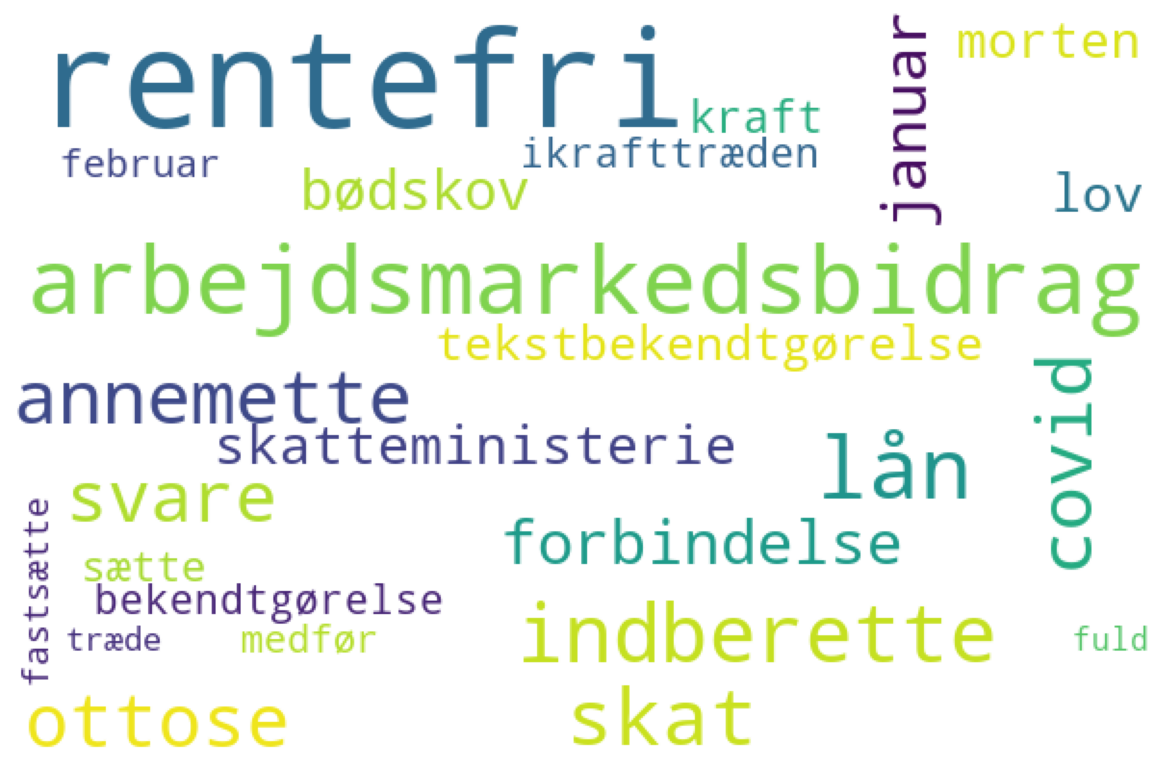 rentefri
januar
morten
kraft
februar
ikrafttræden
bødskov
lov
arbejdsmarkedsbidrag
tekstbekendtgørelse
covid
annemette
skatteministerie
lån
svare
forbindelse
fastsætte
sætte
bekendtgørelse
træde
medfør
indberette
fuld
ottose
skat